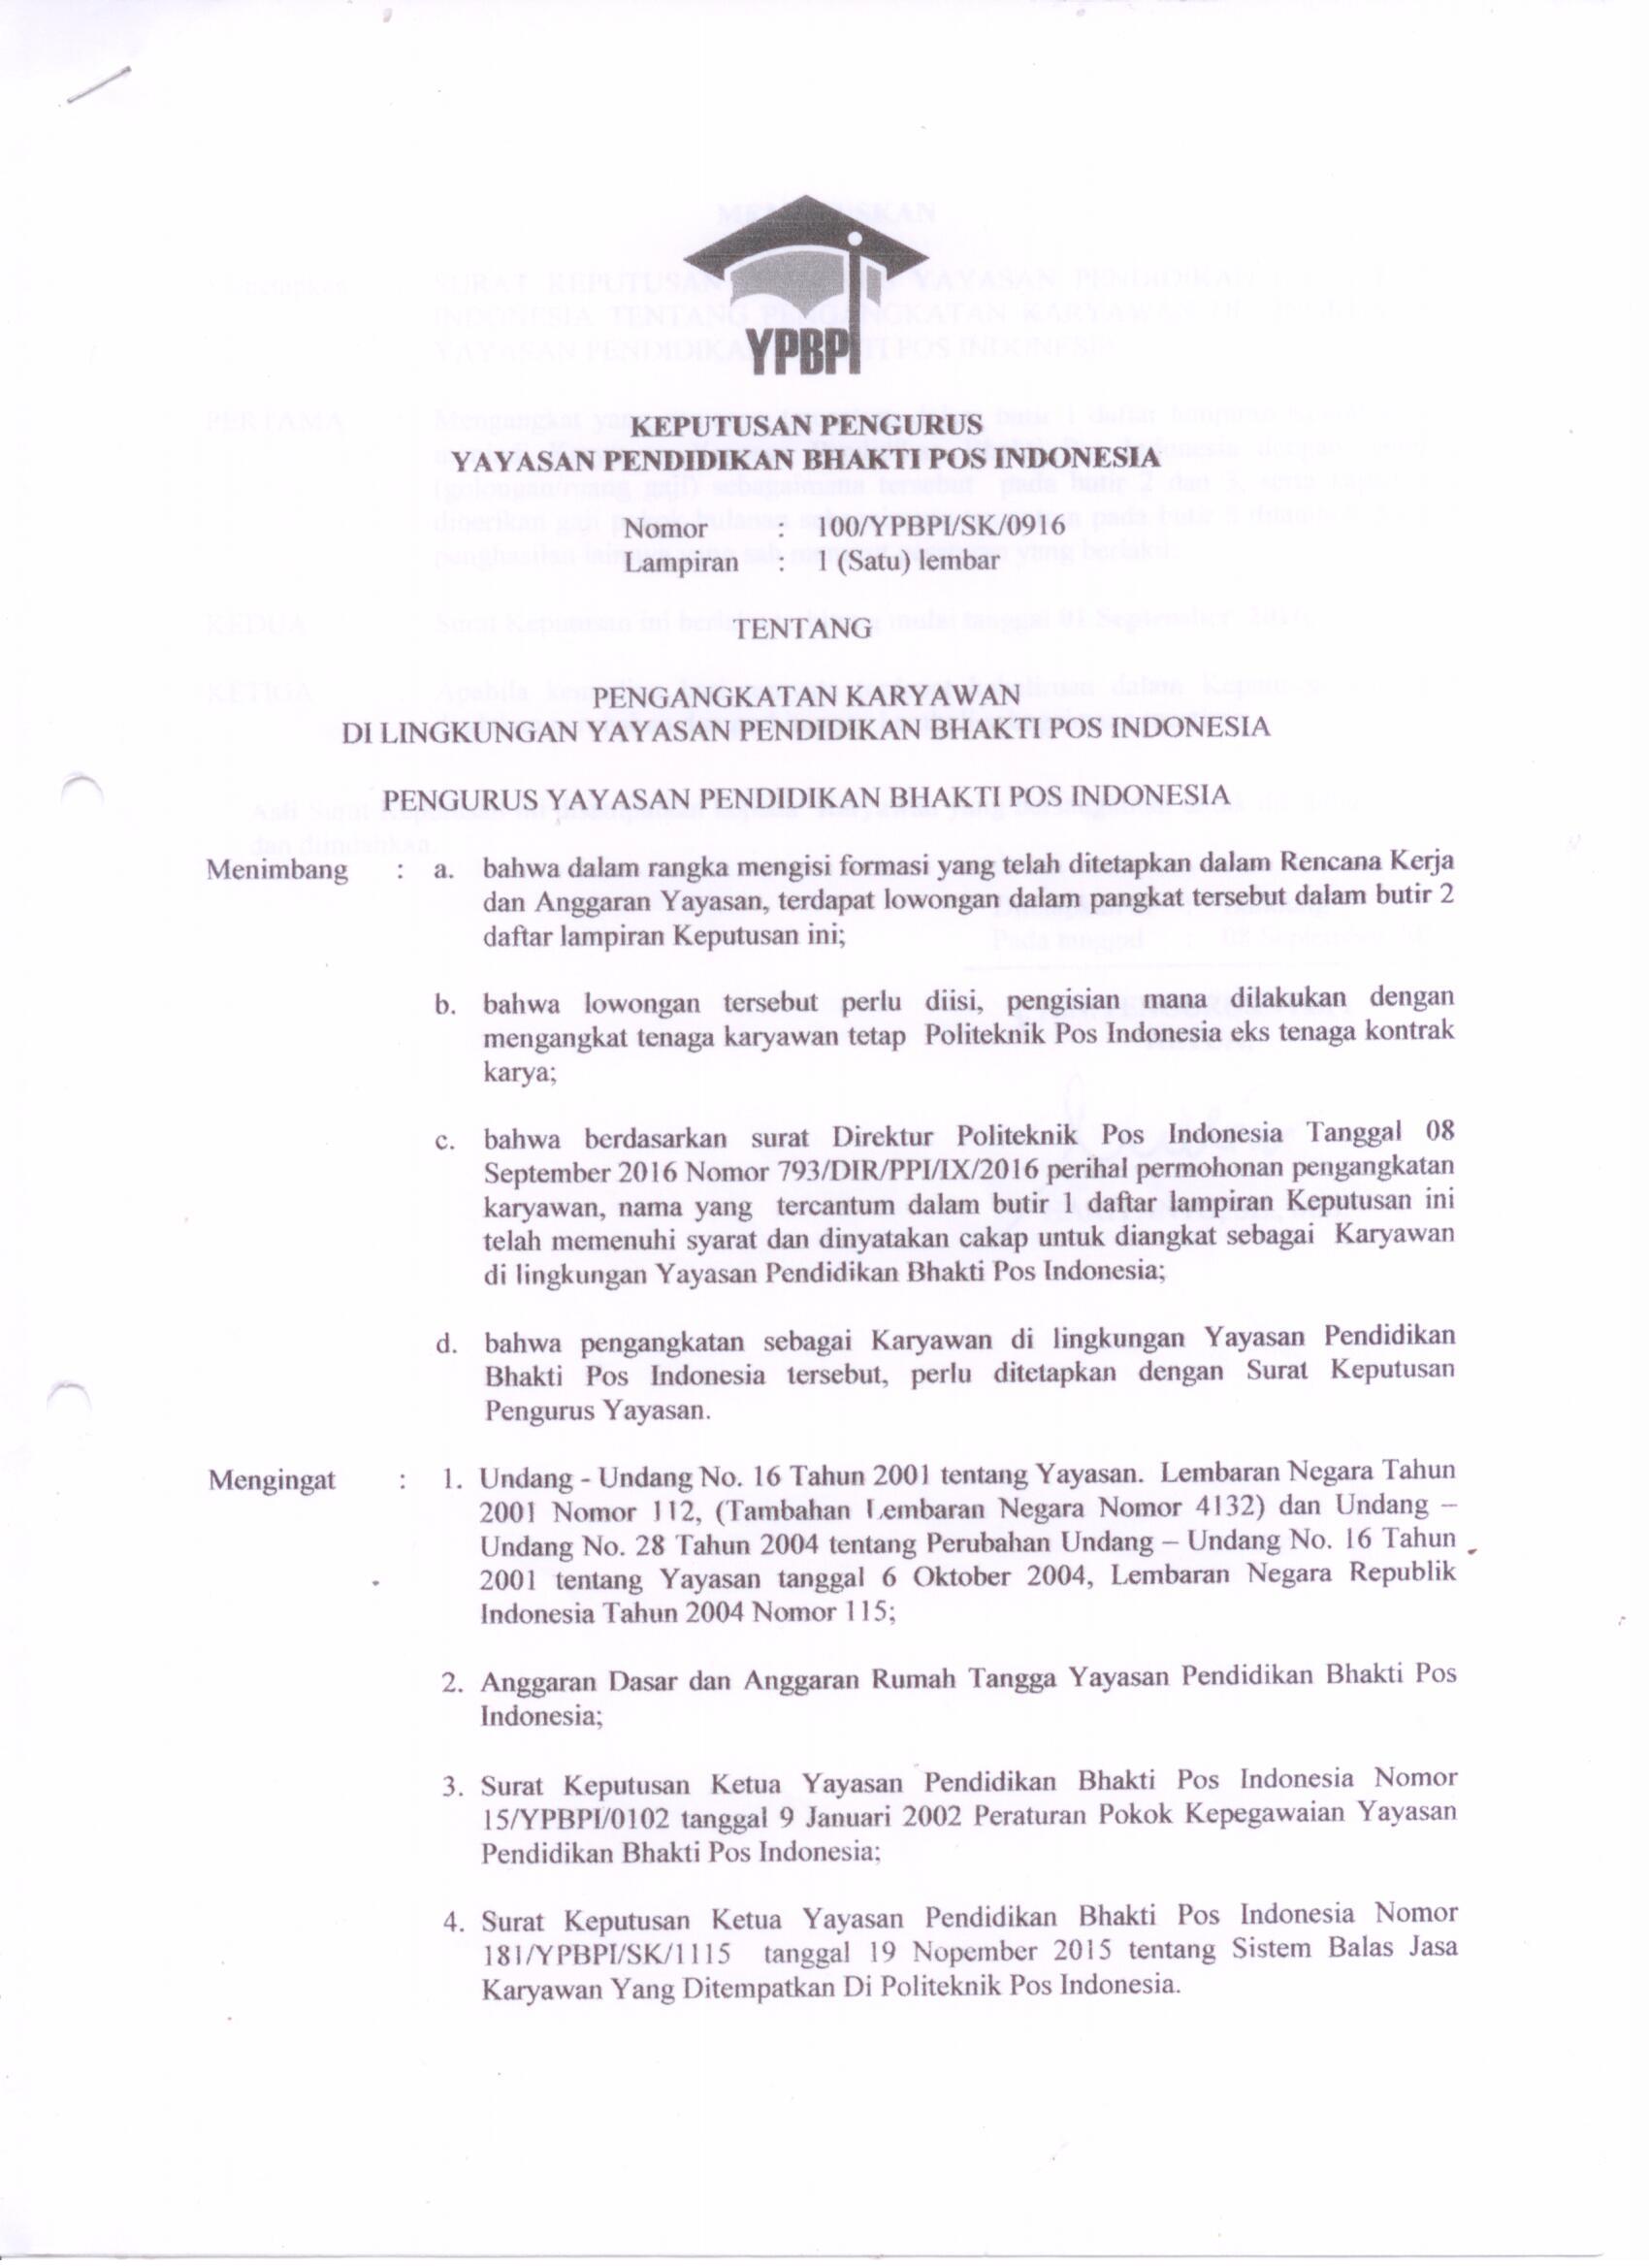 YPBPI
KEPUTUSAN PENGURUS
YAYASAN PENDIDIKAN BHAKTI POS INDONESIA
Nomor : 100/YPBPI/SK/0916
Lampiran : 1 (Satu) lembar
TENTANG
PENGANGKATAN KARYAWAN
DI LINGKUNGAN YAYASAN PENDIDIKAN BHAKTI POS INDONESIA
PENGURUS YAYASAN PENDIDIKAN BHAKTI POS INDONESIA
Menimbang : a. bahwa dalam rangka mengisi formasi yang telah ditetapkan dalam Rencana Kerja
dan Anggaran Yayasan, terdapat lowongan dalam pangkat tersebut dalam butir 2
daftar lampiran Keputusan ini;
b. bahwa lowongan tersebut perlu diisi, pengisian mana dilakukan dengan
mengangkat tenaga karyawan tetap Politeknik Pos Indonesia eks tenaga kontrak
karya;
c. bahwa berdasarkan surat Direktur Politeknik Pos Indonesia Tanggal 08
September 2016 Nomor 793/DIR/PPI/IX/2016 perihal permohonan pengangkatan
karyawan, nama yang tercantum dalam butir 1 daftar lampiran Keputusan ini
telah memenuhi syarat dan dinyatakan cakap untuk diangkat sebagai Karyawan
di lingkungan Yayasan Pendidikan Bhakti Pos Indonesia;
d. bahwa pengangkatan sebagai Karyawan di lingkungan Yayasan Pendidikan
Bhakti Pos Indonesia tersebut, perlu ditetapkan dengan Surat Keputusan
Pengurus Yayasan.
Mengingat : 1. Undang - Undang No. 16 Tahun 2001 tentang Yayasan. Lembaran Negara Tahun
2001 Nomor 112, (Tambahan Lembaran Negara Nomor 4132) dan Undang –
Undang No. 28 Tahun 2004 tentang Perubahan Undang – Undang No. 16 Tahun
2001 tentang Yayasan tanggal 6 Oktober 2004, Lembaran Negara Republik
Indonesia Tahun 2004 Nomor 115;
2. Anggaran Dasar dan Anggaran Rumah Tangga Yayasan Pendidikan Bhakti Pos
Indonesia;
3. Surat Keputusan Ketua Yayasan Pendidikan Bhakti Pos Indonesia Nomor
15/YPBPI/0102 tanggal 9 Januari 2002 Peraturan Pokok Kepegawaian Yayasan
Pendidikan Bhakti Pos Indonesia;
4. Surat Keputusan Ketua Yayasan Pendidikan Bhakti Pos Indonesia Nomor
181/YPBPI/SK/1115 tanggal 19 Nopember 2015 tentang Sistem Balas Jasa
Karyawan Yang Ditempatkan Di Politeknik Pos Indonesia.